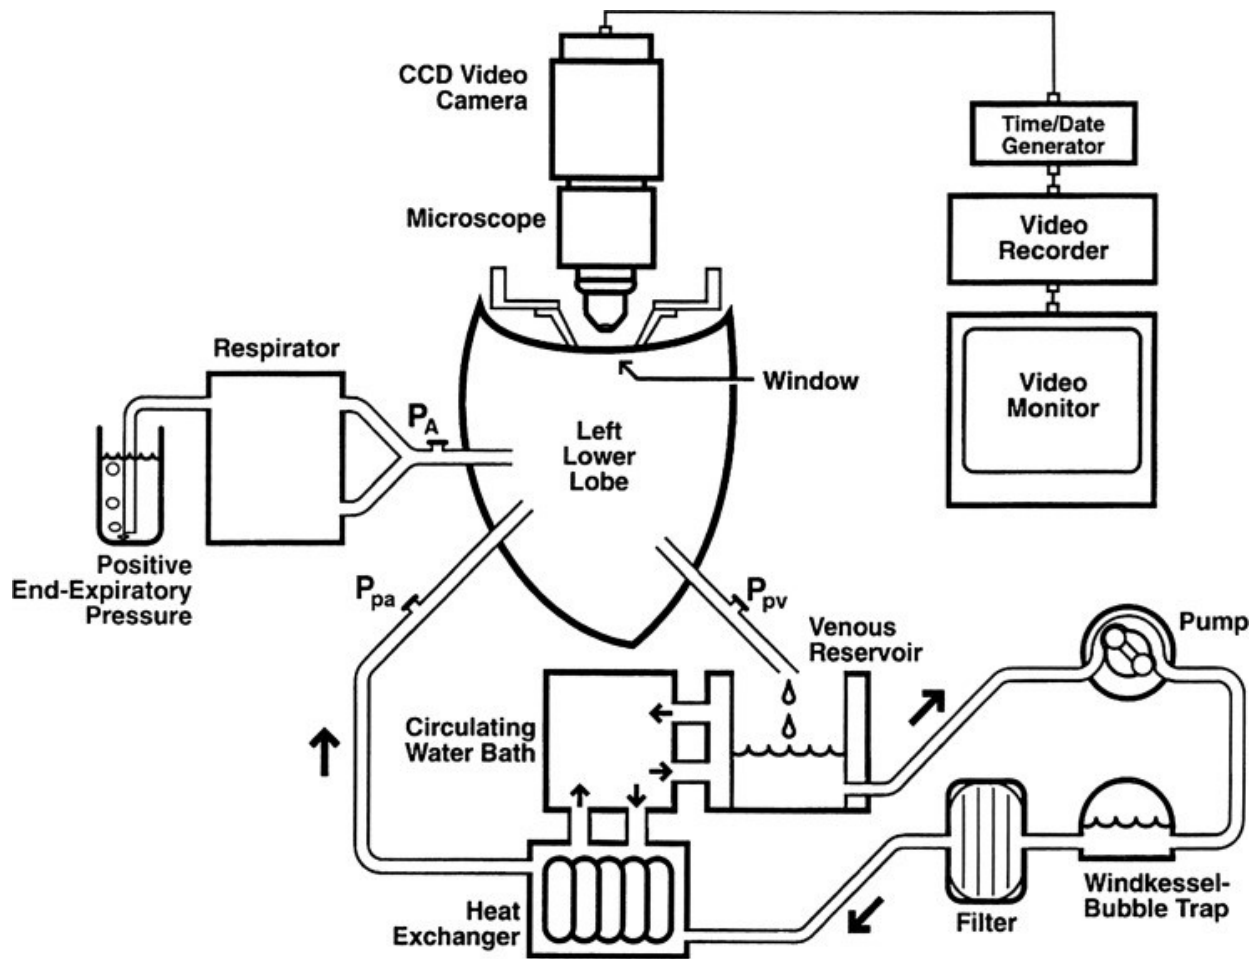 CCD Video
Camera
Time/Date
Generator
Microscope
Video
Recorder
Respirator
Window
Video
Monitor
P_A
Left
Lower
Lobe
Positive
End-Expiratory
Pressure
P_pa
P_pv
Venous
Reservoir
Pump
Circulating
Water Bath
Heat
Exchanger
Filter
Windkessel-
Bubble Trap